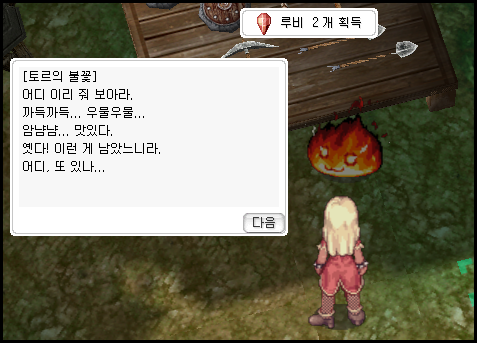 루비 2개 획득
[토르의 불꽃]
어디 이리 줘 보아라.
까득까득... 우물우물...
암냠냠... 맛있다.
옛다! 이런 게 남았느니라.
어디, 또 있나...
다음